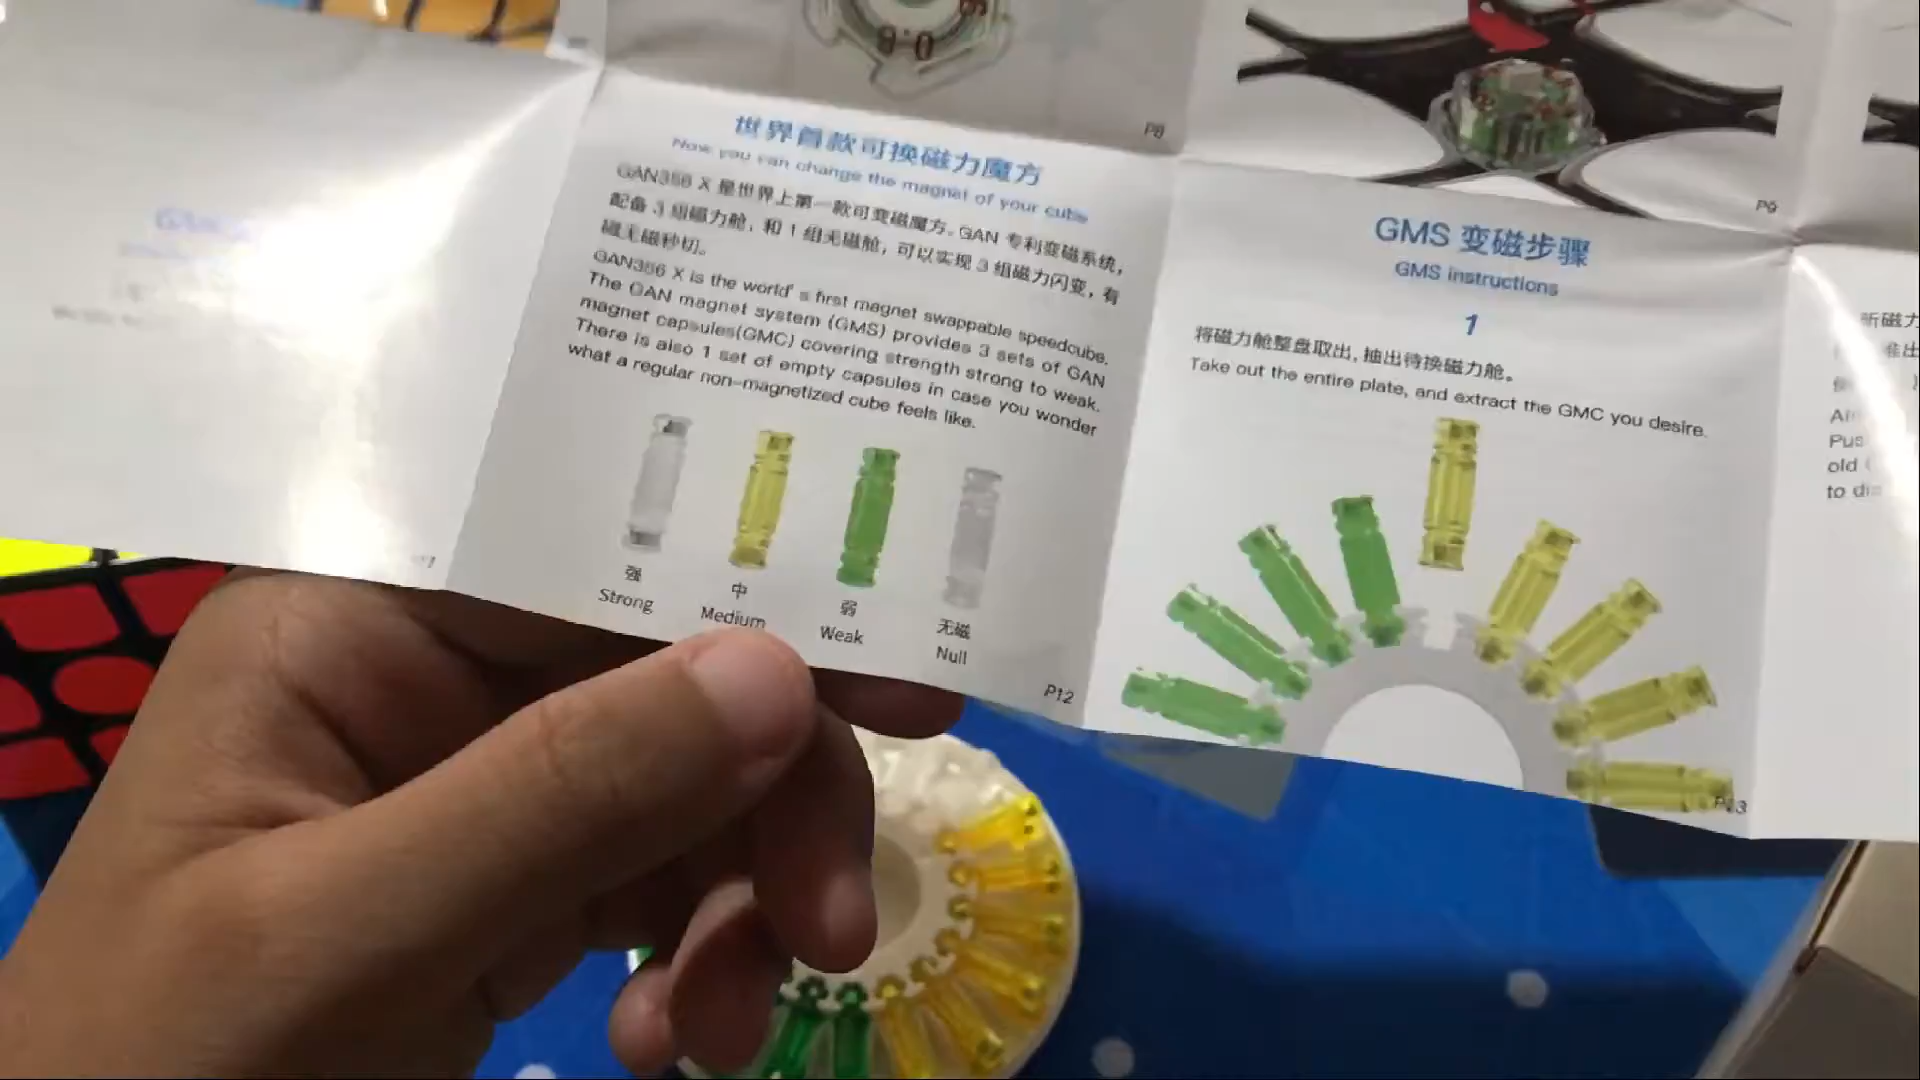 0.8
P8
P9
世界首款可换磁力魔方
Now you can change the magnet of your cube
GAN356 X 是世界上第一款可变磁魔方。GAN 专利变磁系统,
配备 3 组磁力舱，和 1 组无磁舱，可以实现 3 组磁力闪变，有
磁无磁秒切。
GAN356 X is the world's first magnet swappable speedcube.
The GAN magnet system (GMS) provides 3 sets of GAN
magnet capsules(GMC) covering strength strong to weak.
There is also 1 set of empty capsules in case you wonder
what a regular non-magnetized cube feels like.
强
Strong
中
Medium
弱
Weak
无磁
Null
P12
GMS 变磁步骤
GMS instructions
1
将磁力舱整盘取出, 抽出待换磁力舱。
Take out the entire plate, and extract the GMC you desire.
P13
Pus
old
to